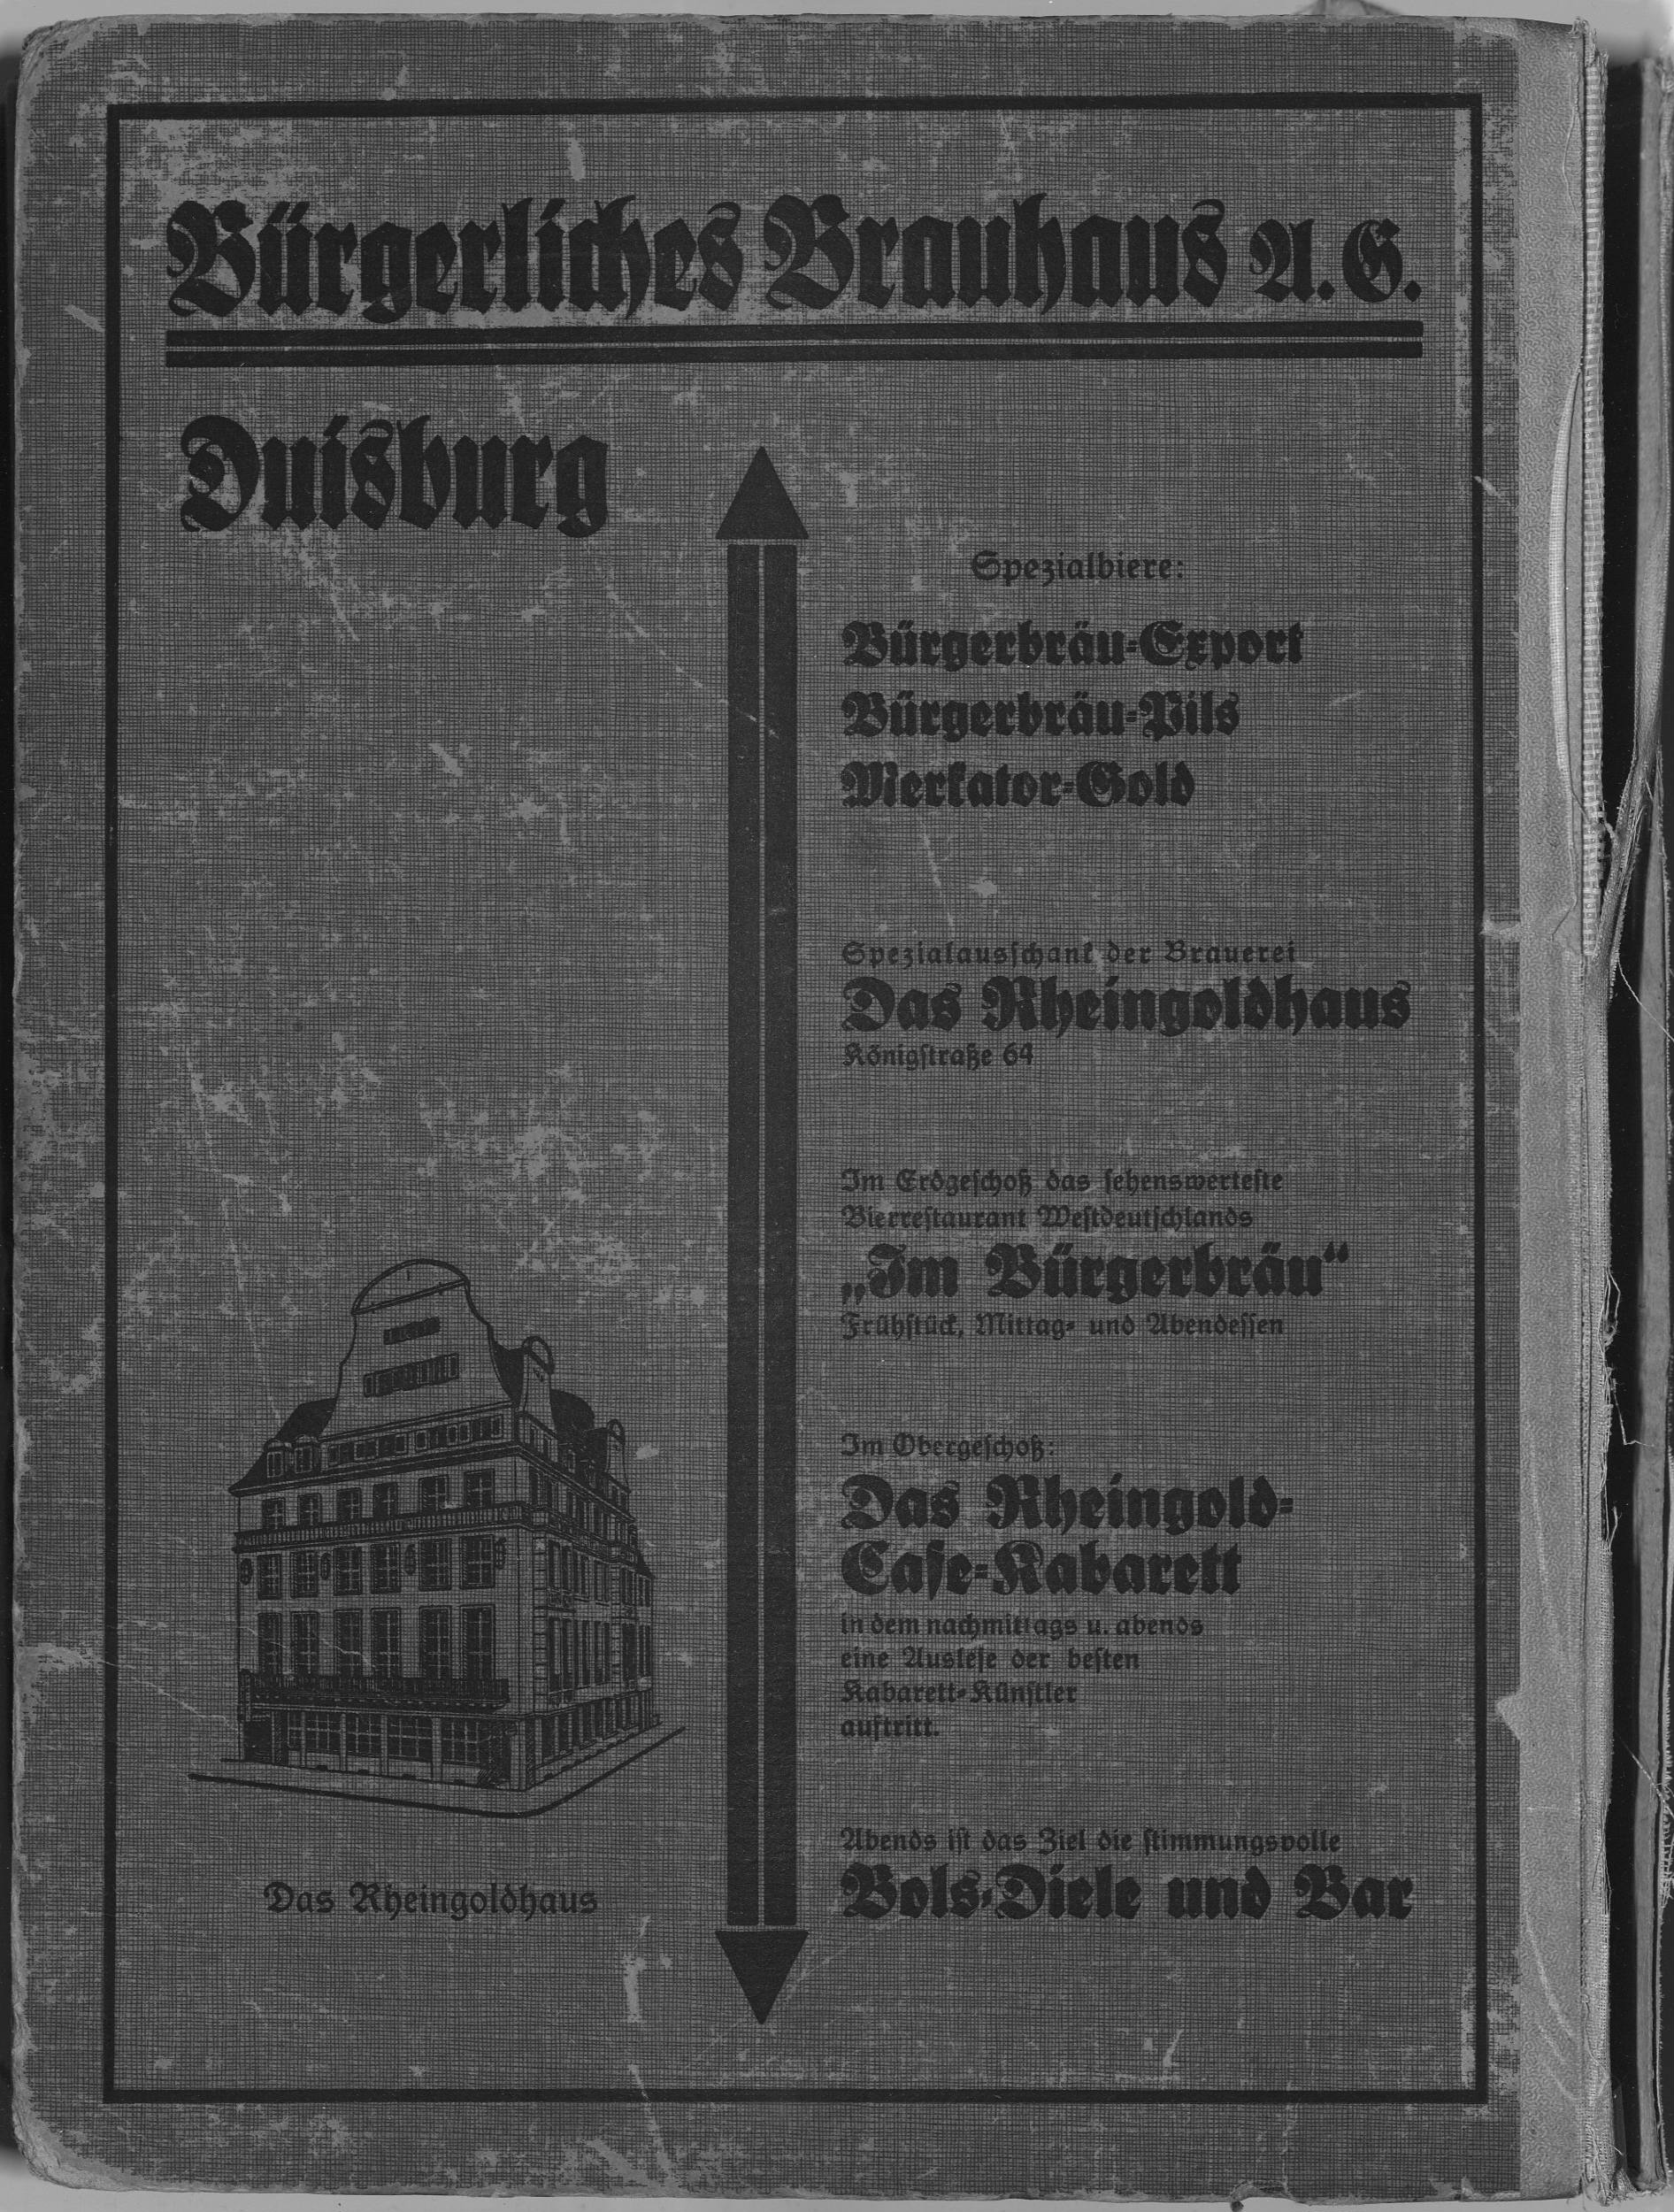 Bürgerliches Brauhaus A.G.
Duisburg
Spezialbiere:
Bürgerbräu-Export
Bürgerbräu-Pils
Merkator-Gold
Spezialausschank der Brauerei
Das Rheingoldhaus
Königstraße 64
Im Erdgeschoß das sehenswerteste
Bierrestaurant Westdeutschlands
„Im Bürgerbräu“
Frühstück, Mittag- und Abendessen
Im Obergeschoß:
Das Rheingold-
Cafe-Kabarett
in dem nachmittags u. abends
eine Auslese der besten
Kabarett-Künstler
auftritt.
Abends ist das Ziel die stimmungsvolle
Bols-Diele und Bar
Das Rheingoldhaus